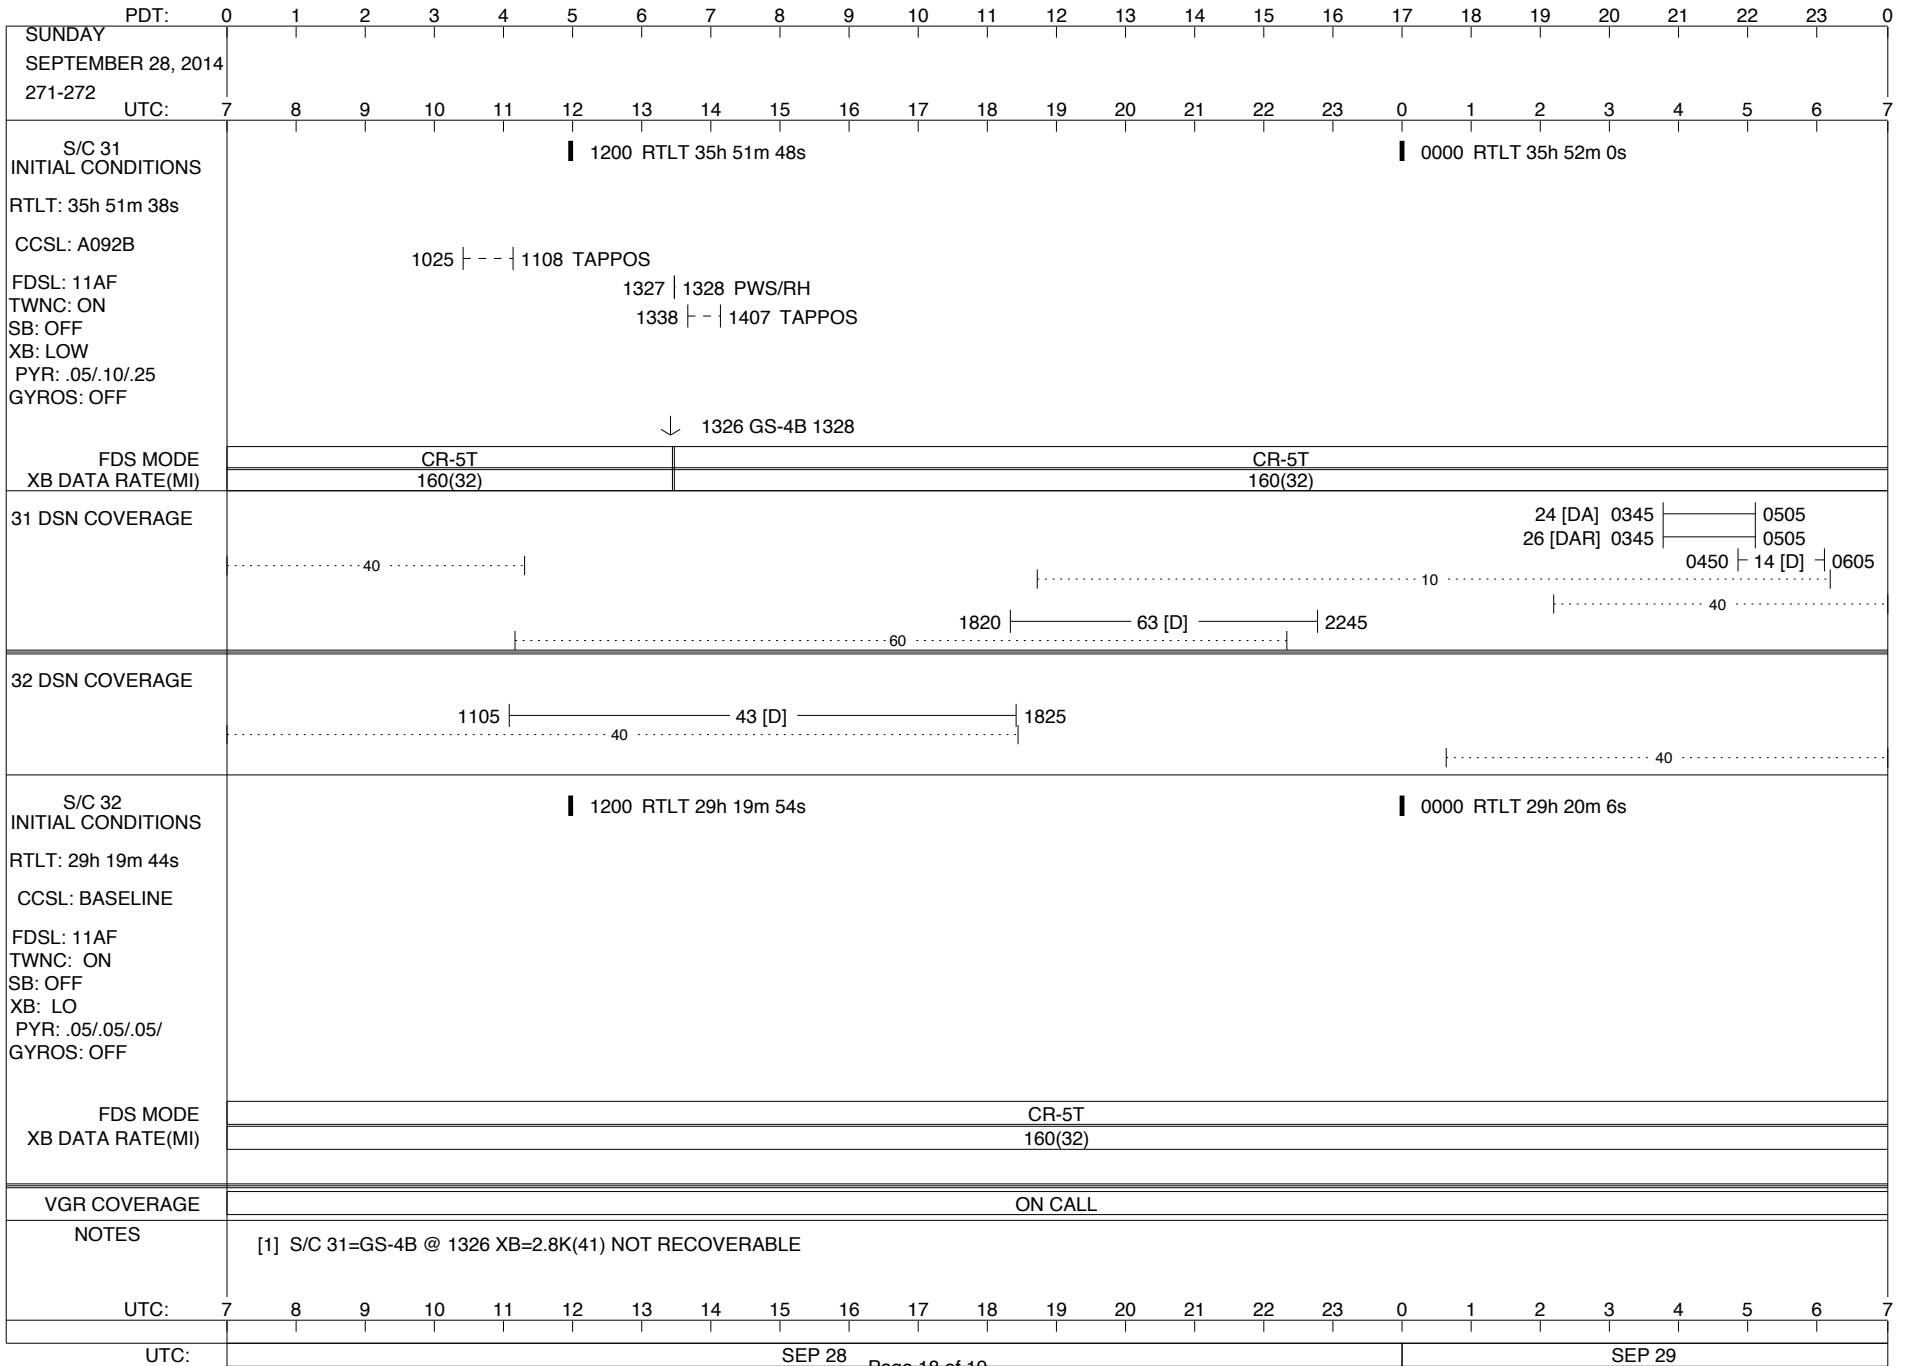 PDT: 0 1 2 3 4 5 6 7 8 9 10 11 12 13 14 15 16 17 18 19 20 21 22 23 0
SUNDAY
SEPTEMBER 28, 2014
271-272
UTC: 7 8 9 10 11 12 13 14 15 16 17 18 19 20 21 22 23 0 1 2 3 4 5 6 7
S/C 31
INITIAL CONDITIONS
1200 RTLT 35h 51m 48s
0000 RTLT 35h 52m 0s
RTLT: 35h 51m 38s
CCSL: A092B
1025 1108 TAPPOS
FDSL: 11AF
1327 1328 PWS/RH
TWNC: ON
1338 1407 TAPPOS
SB: OFF
XB: LOW
PYR: .05/.10/.25
GYROS: OFF
1326 GS-4B 1328
FDS MODE CR-5T CR-5T
XB DATA RATE(MI) 160(32) 160(32)
31 DSN COVERAGE
24 [DA] 0345 0505
26 [DAR] 0345 0505
0450 14 [D] 0605
40
10
40
1820 63 [D] 2245
60
32 DSN COVERAGE
1105 43 [D] 1825
40
40
S/C 32
INITIAL CONDITIONS
1200 RTLT 29h 19m 54s
0000 RTLT 29h 20m 6s
RTLT: 29h 19m 44s
CCSL: BASELINE
FDSL: 11AF
TWNC: ON
SB: OFF
XB: LO
PYR: .05/.05/.05/
GYROS: OFF
FDS MODE CR-5T
XB DATA RATE(MI) 160(32)
VGR COVERAGE ON CALL
NOTES
[1] S/C 31=GS-4B @ 1326 XB=2.8K(41) NOT RECOVERABLE
UTC: 7 8 9 10 11 12 13 14 15 16 17 18 19 20 21 22 23 0 1 2 3 4 5 6 7
UTC: SEP 28 SEP 29
Page 18 of 19